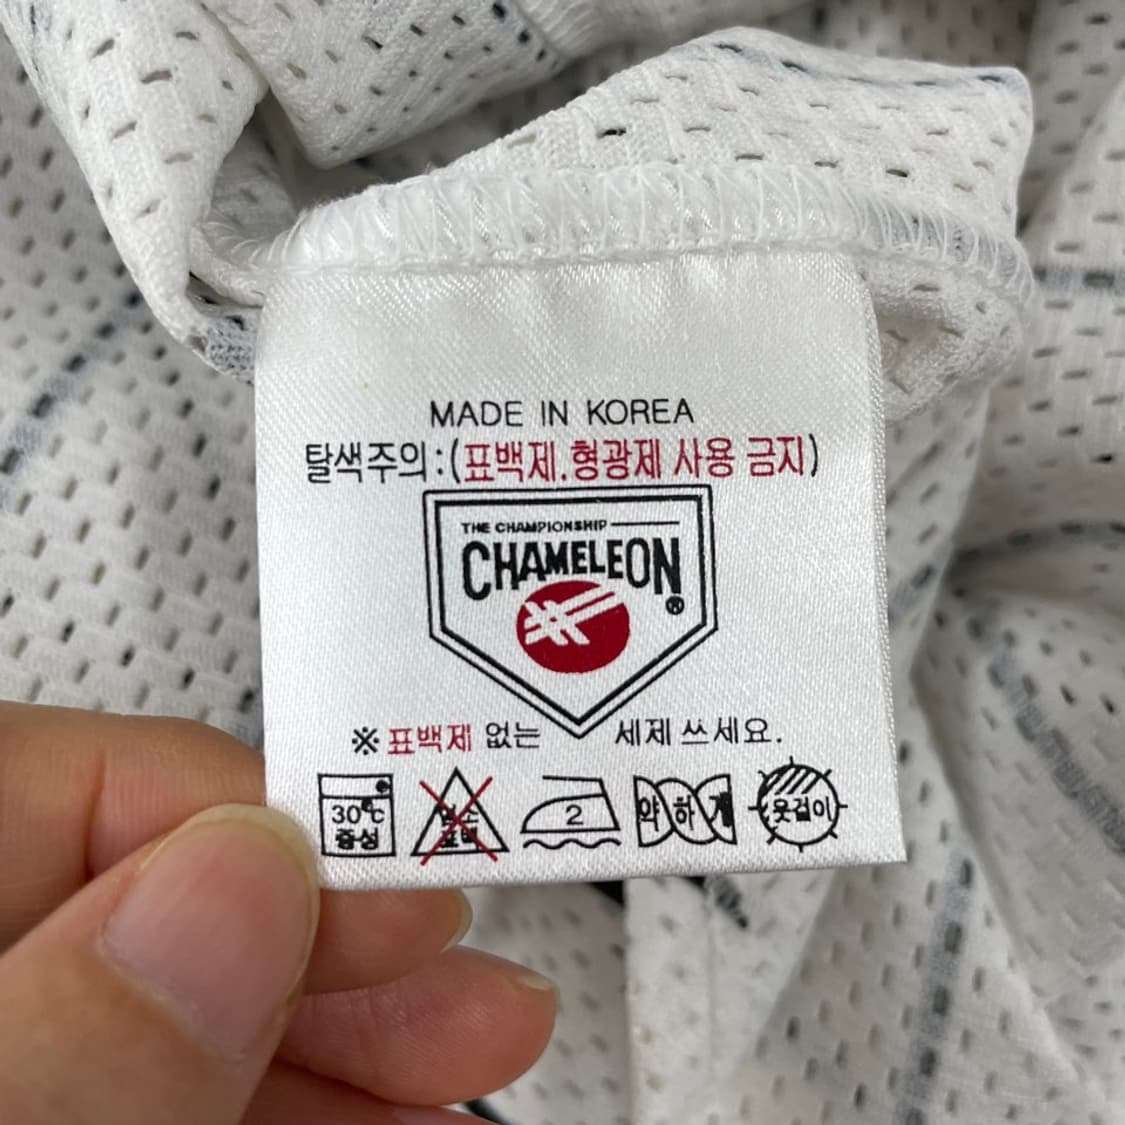 MADE IN KOREA
탈색주의:(표백제.형광제 사용 금지)
THE CHAMPIONSHIP
CHAMELEON®
※표백제 없는 세제 쓰세요.
30℃ 염소 2 약하게 옷걸이
중성 표백